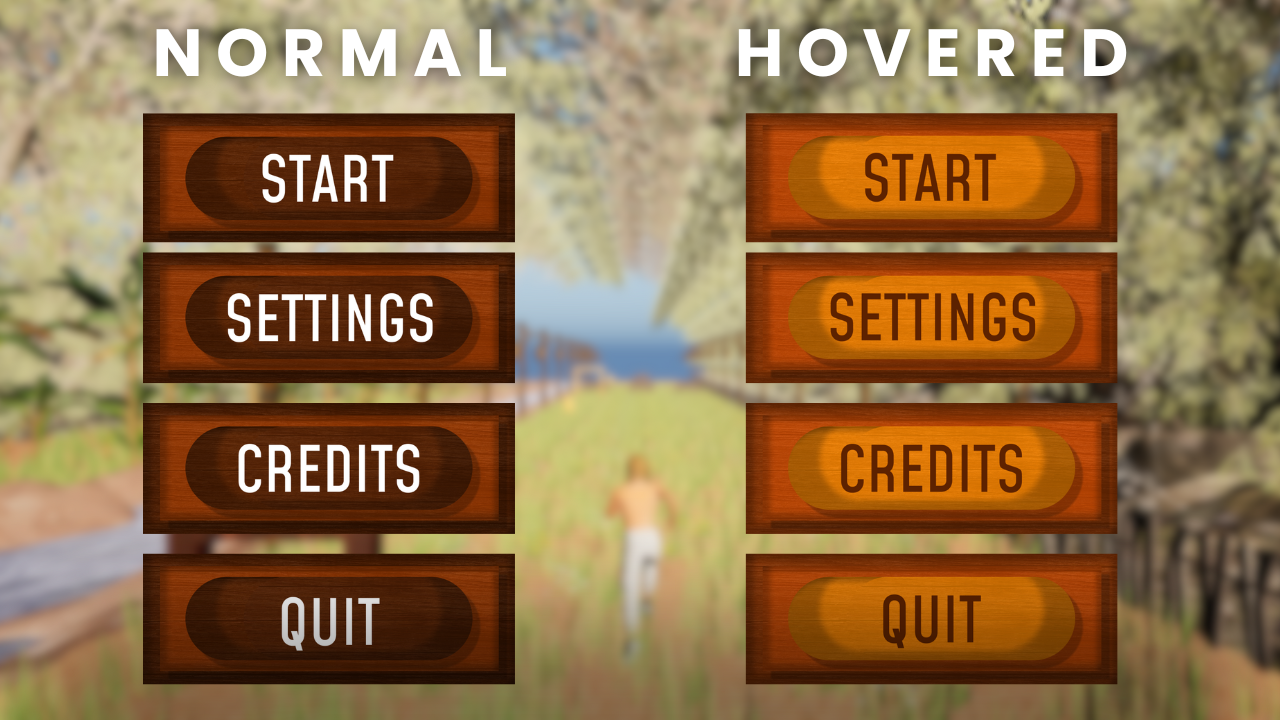 NORMAL
HOVERED
START
START
SETTINGS
SETTINGS
CREDITS
CREDITS
QUIT
QUIT